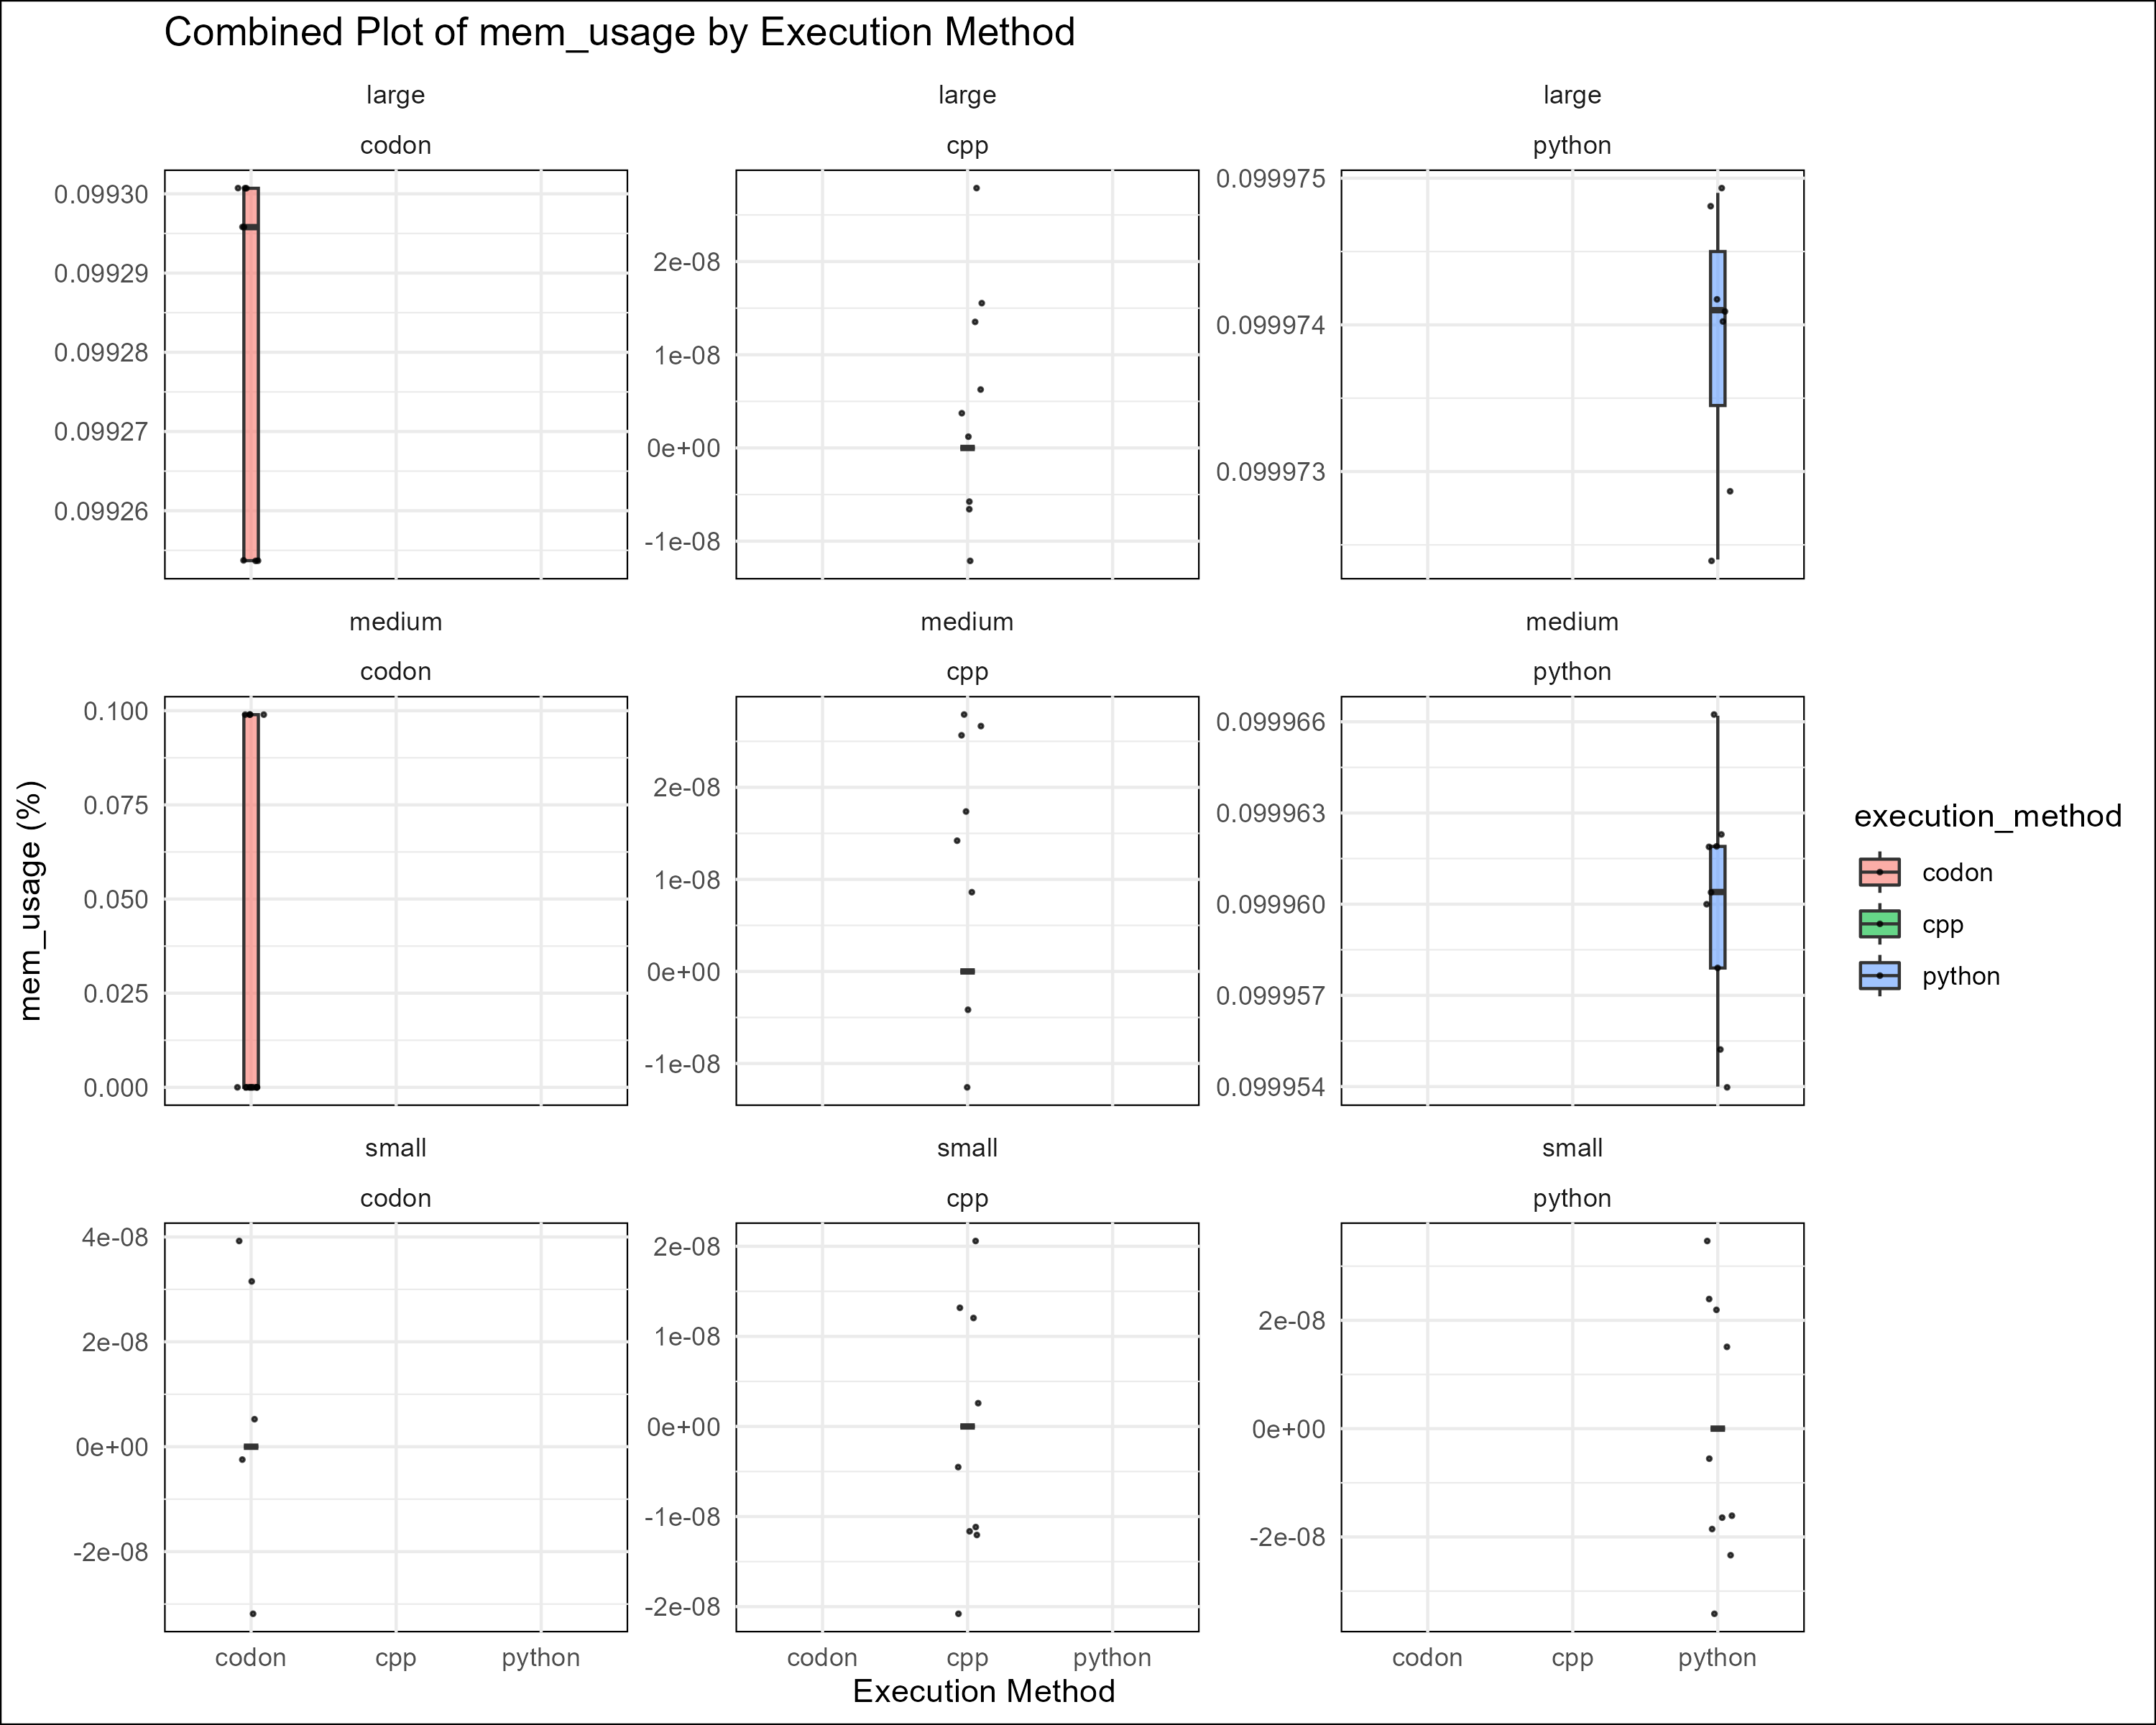 Combined Plot of mem_usage by Execution Method
large
large
large
codon
cpp
python
0.09930
0.09929
0.09928
0.09927
0.09926
2e-08
1e-08
0e+00
-1e-08
0.099975
0.099974
0.099973
medium
medium
medium
codon
cpp
python
0.100
0.075
0.050
0.025
0.000
2e-08
1e-08
0e+00
-1e-08
0.099966
0.099963
0.099960
0.099957
0.099954
small
small
small
codon
cpp
python
4e-08
2e-08
0e+00
-2e-08
2e-08
1e-08
0e+00
-1e-08
-2e-08
2e-08
0e+00
-2e-08
codon cpp python
codon cpp python
codon cpp python
Execution Method
mem_usage (%)
execution_method
codon
cpp
python